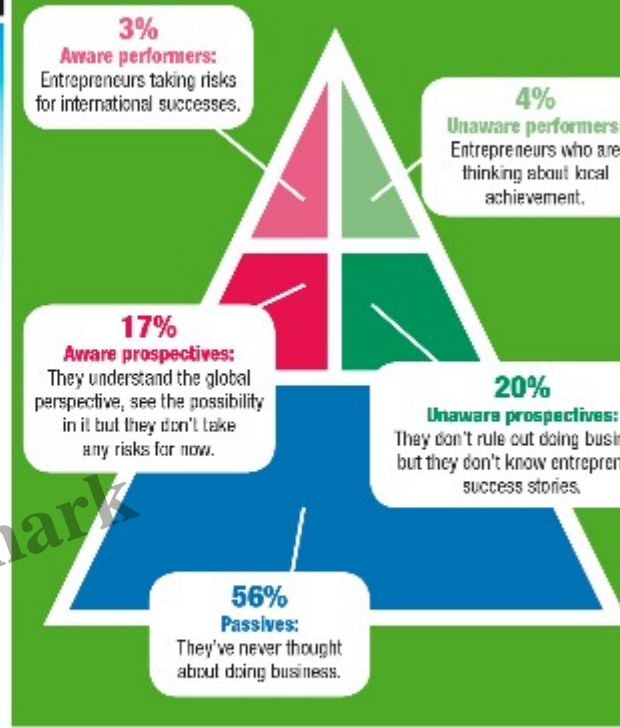 3%
Aware performers:
Entrepreneurs taking risks
for international successes.
4%
Unaware performers:
Entrepreneurs who are
thinking about local
achievement.
17%
Aware prospectives:
They understand the global
perspective, see the possibility
in it but they don't take
any risks for now.
20%
Unaware prospectives:
They don't rule out doing
but they don't know
success stories.
56%
Passives:
They've never thought
about doing business.